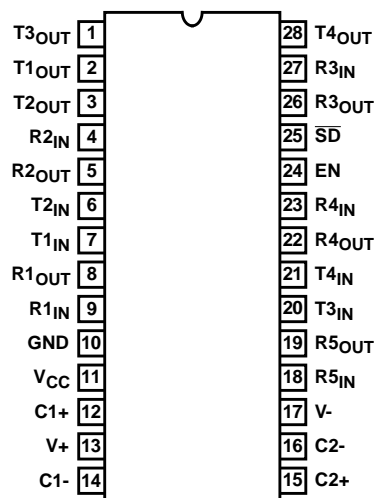 T3OUT 1 28 T4OUT
T1OUT 2 27 R3IN
T2OUT 3 26 R3OUT
R2IN 4 25 S̅D̅
R2OUT 5 24 EN
T2IN 6 23 R4IN
T1IN 7 22 R4OUT
R1OUT 8 21 T4IN
R1IN 9 20 T3IN
GND 10 19 R5OUT
VCC 11 18 R5IN
C1+ 12 17 V-
V+ 13 16 C2-
C1- 14 15 C2+